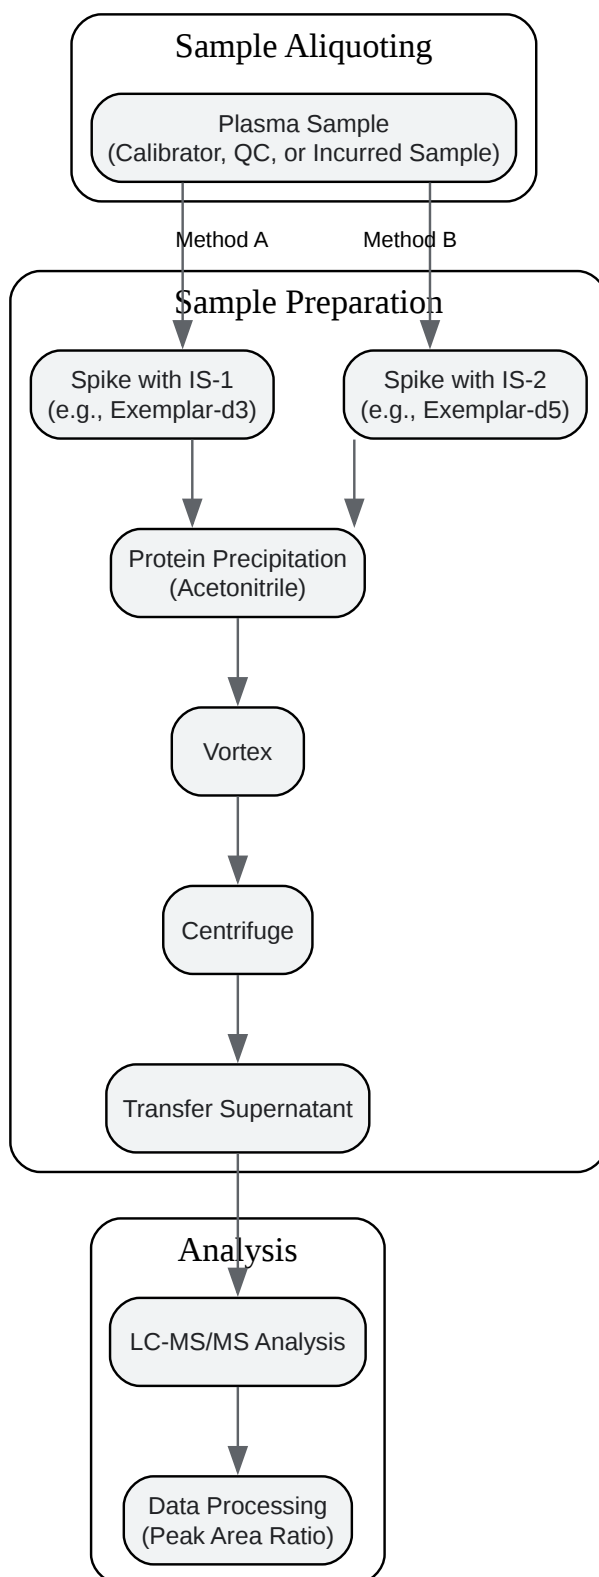 Sample Aliquoting
Plasma Sample
(Calibrator, QC, or Incurred Sample)
Method A
Method B
Sample Preparation
Spike with IS-1
(e.g., Exemplar-d3)
Spike with IS-2
(e.g., Exemplar-d5)
Protein Precipitation
(Acetonitrile)
Vortex
Centrifuge
Transfer Supernatant
Analysis
LC-MS/MS Analysis
Data Processing
(Peak Area Ratio)